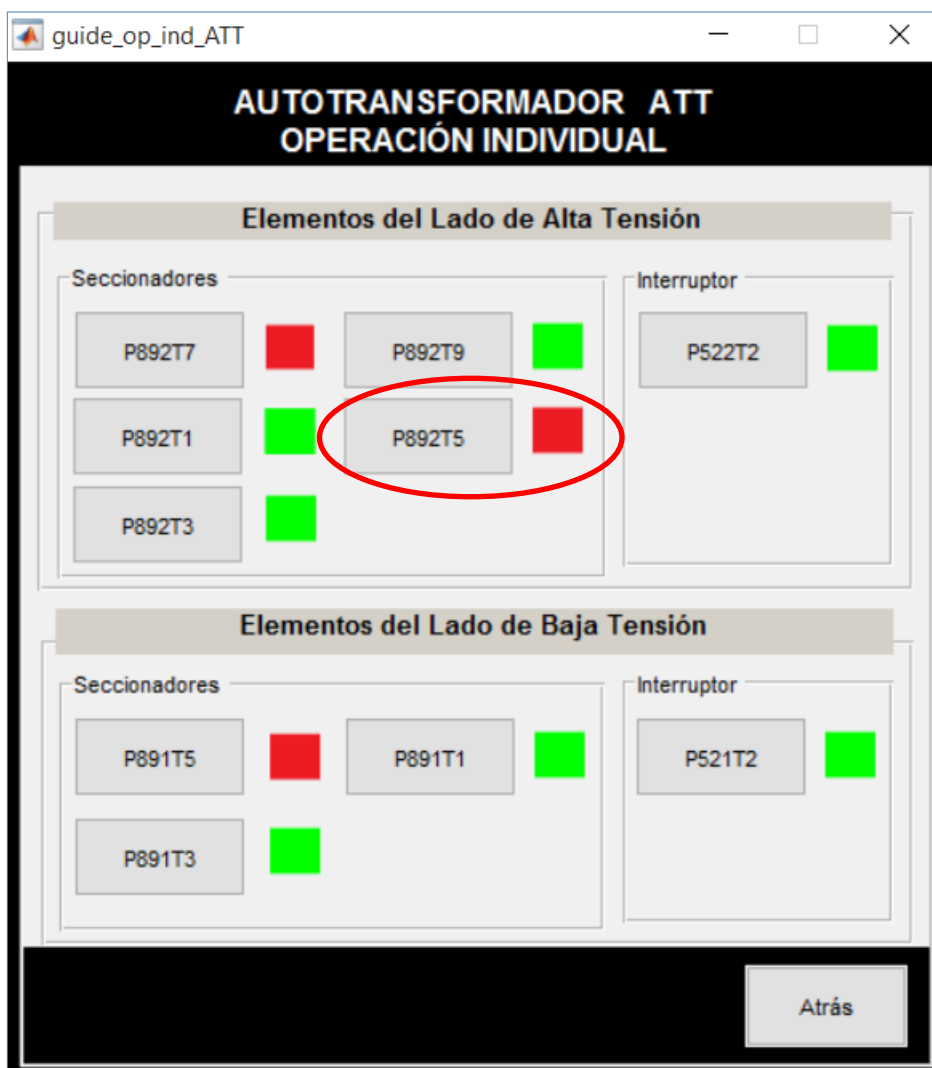 guide_op_ind_ATT
AUTOTRANSFORMADOR ATT
OPERACIÓN INDIVIDUAL
Elementos del Lado de Alta Tensión
Seccionadores
P892T7
P892T9
P892T1
P892T5
P892T3
Interruptor
P522T2
Elementos del Lado de Baja Tensión
Seccionadores
P891T5
P891T1
P891T3
Interruptor
P521T2
Atrás